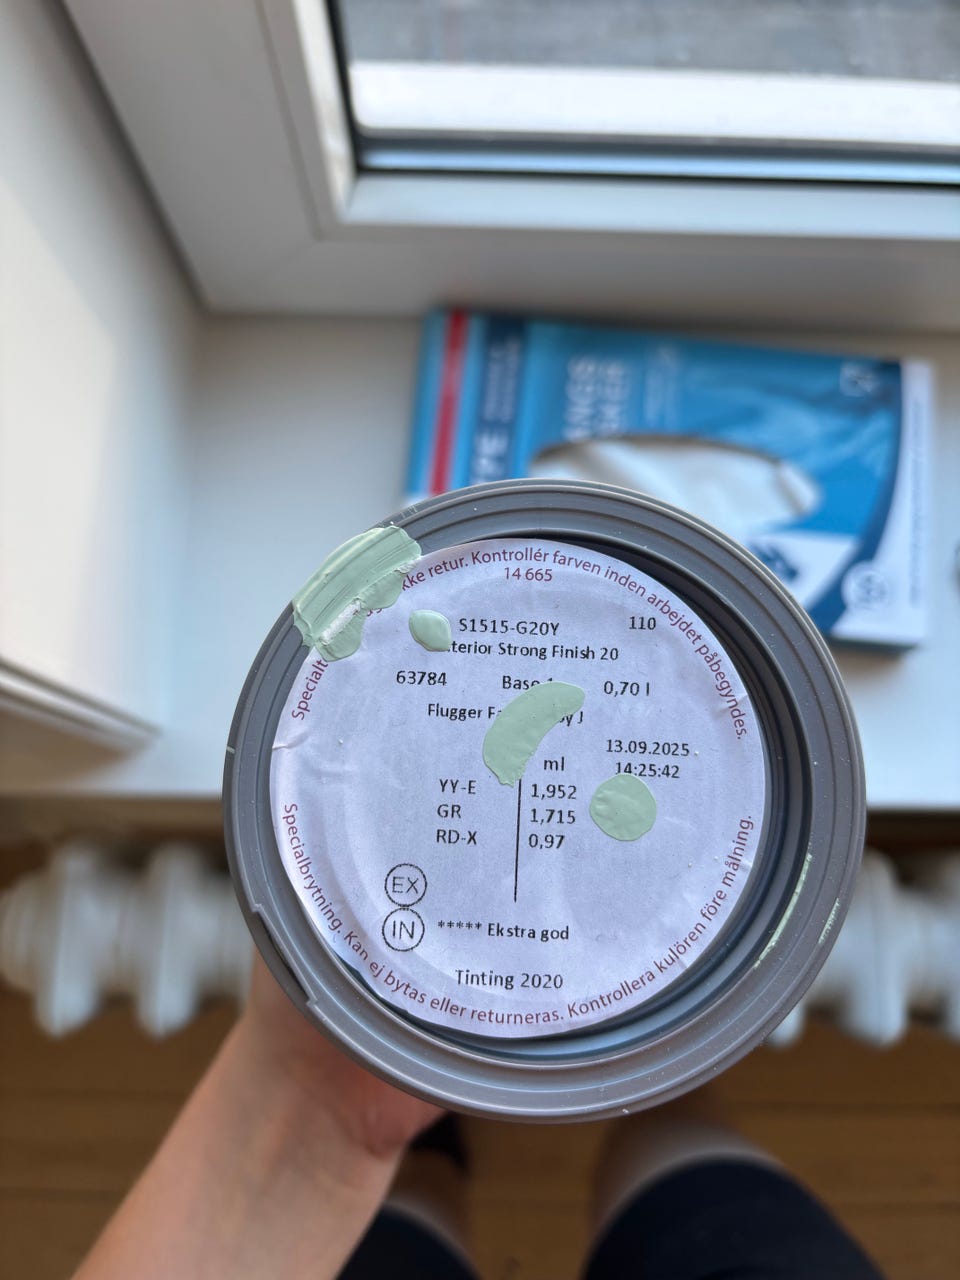 kke retur. Kontrollér farven inden arbejdet påbegyndes.
14 665
S1515-G20Y 110
terior Strong Finish 20
63784 Base 1 0,70 l
Flugger
13.09.2025
ml 14:25:42
YY-E 1,952
GR 1,715
RD-X 0,97
EX
IN ***** Ekstra god
Tinting 2020
Specialbrytning. Kan ej bytas eller returneras. Kontrollera kulören före målning.